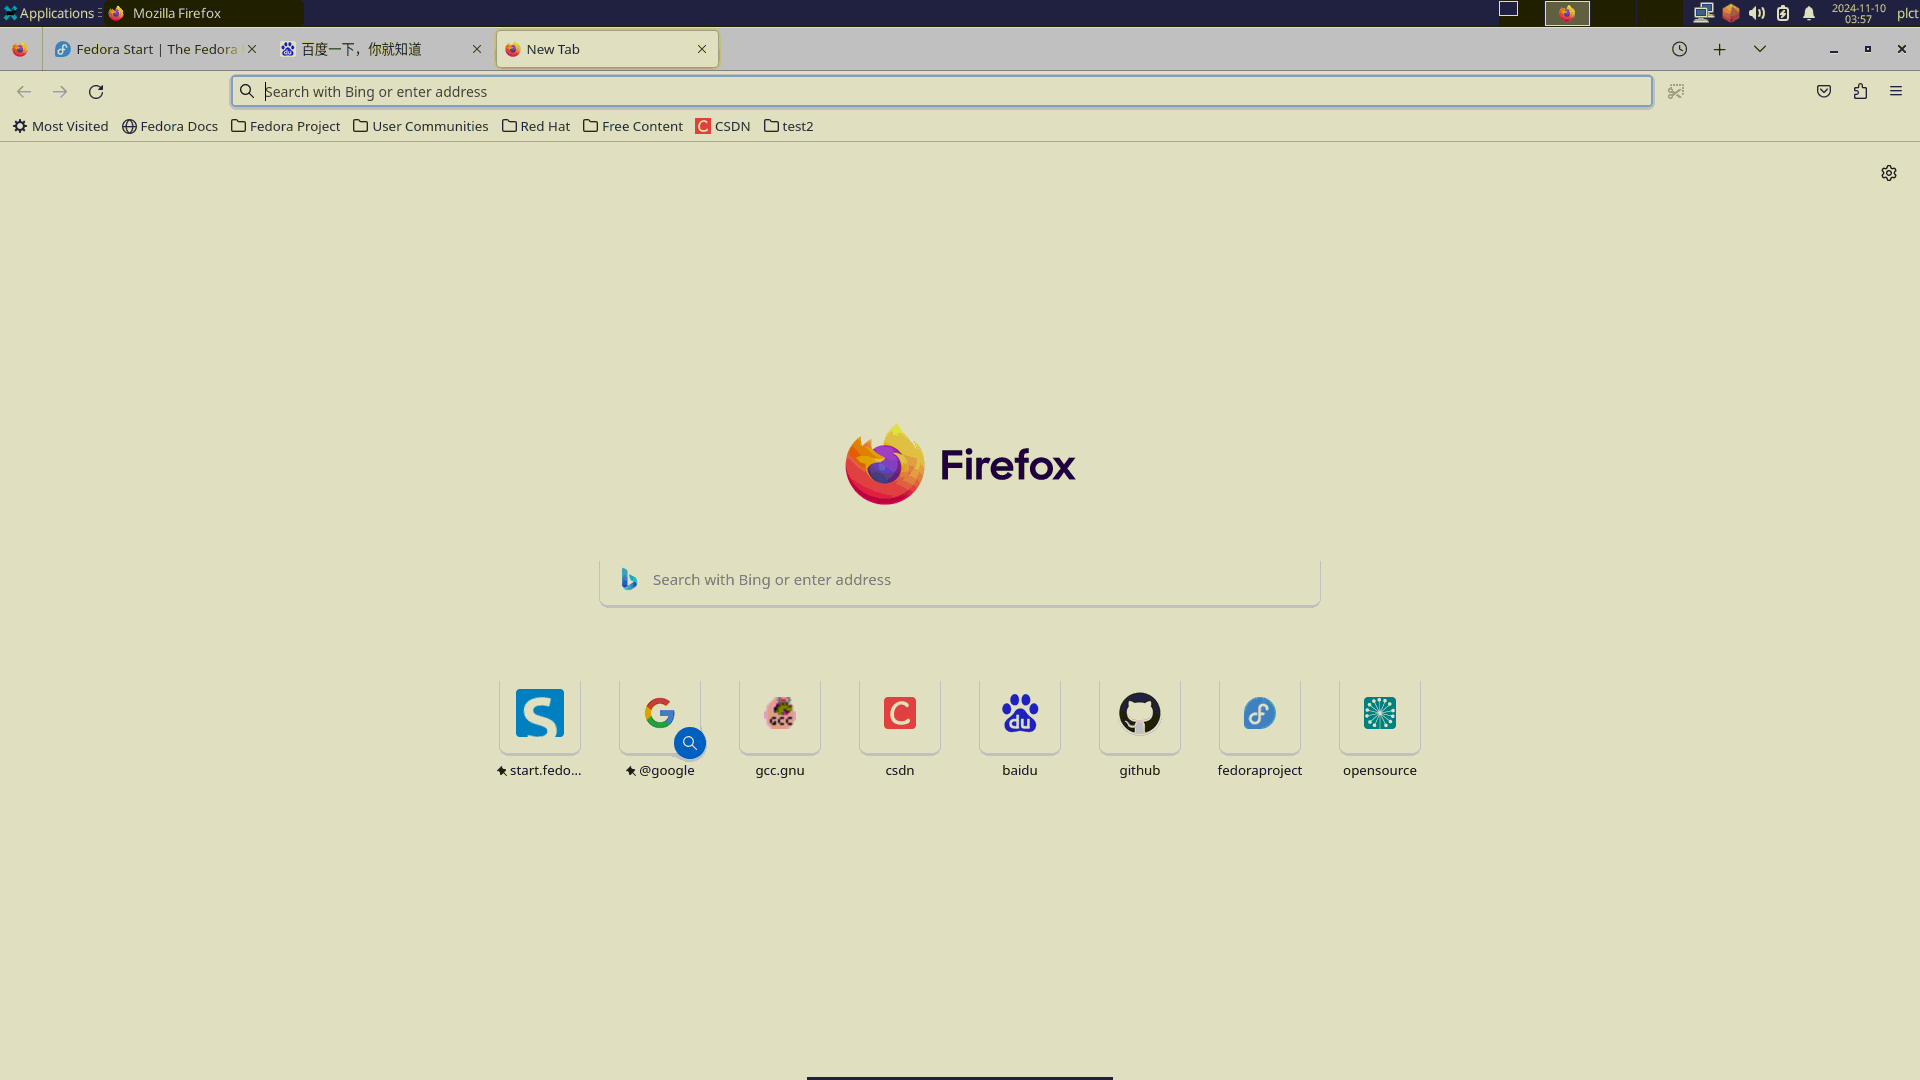 Applications
Mozilla Firefox
2024-11-10
03:57
plct
Fedora Start | The Fedora
百度一下，你就知道
New Tab
Search with Bing or enter address
Most Visited
Fedora Docs
Fedora Project
User Communities
Red Hat
Free Content
CSDN
test2
Firefox
Search with Bing or enter address
GCC
du
start.fedo...
@google
gcc.gnu
csdn
baidu
github
fedoraproject
opensource